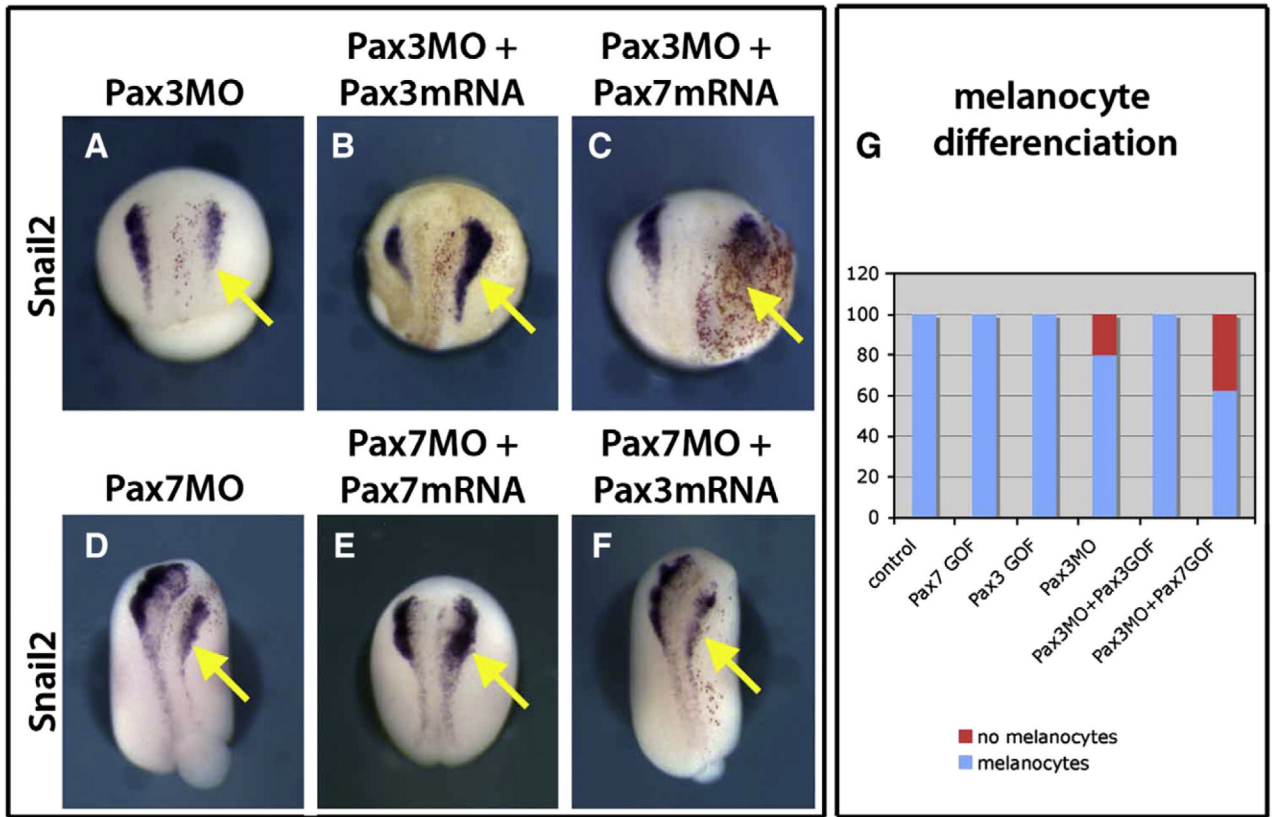 Pax3MO
Pax3MO +
Pax3mRNA
Pax3MO +
Pax7mRNA
Snail2
A
B
C
Pax7MO
Pax7MO +
Pax7mRNA
Pax7MO +
Pax3mRNA
Snail2
D
E
F
G
melanocyte
differenciation
120
100
80
60
40
20
0
control
Pax7 GOF
Pax3 GOF
Pax3MO
Pax3MO+Pax3GOF
Pax3MO+Pax7GOF
no melanocytes
melanocytes